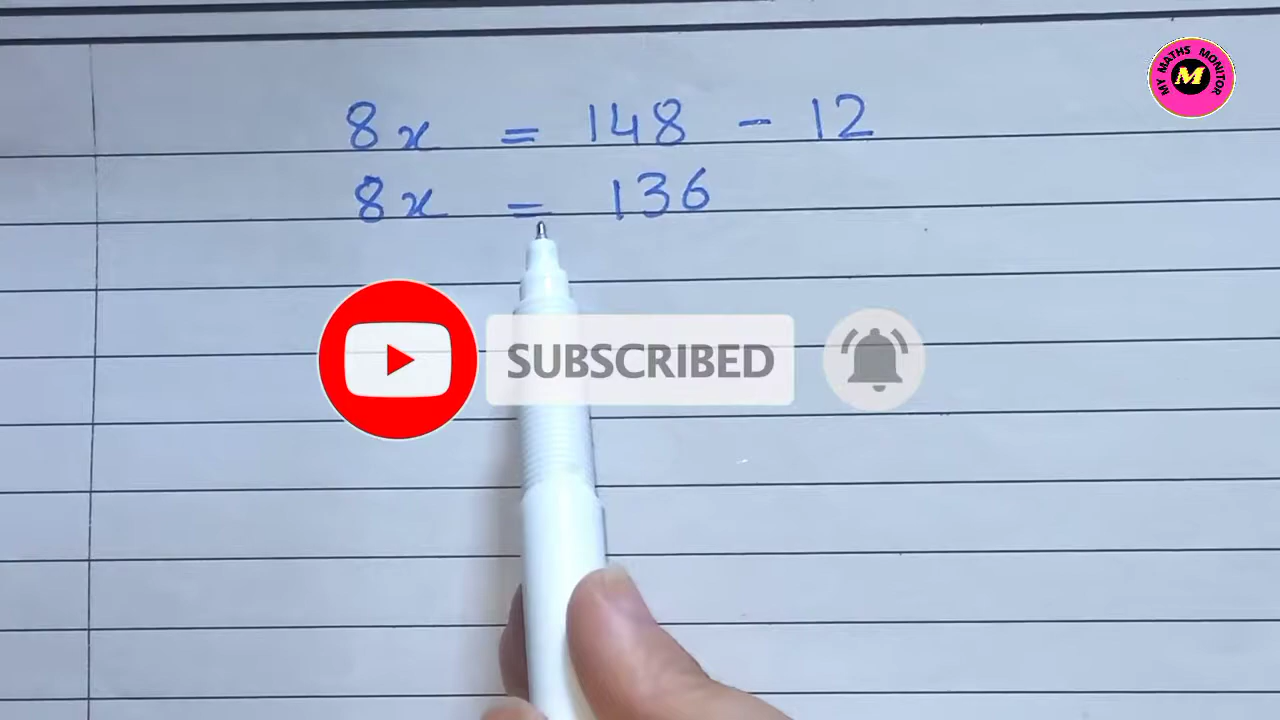 MY MATHS MONITOR
M
8x = 148 - 12
8x = 136
SUBSCRIBED